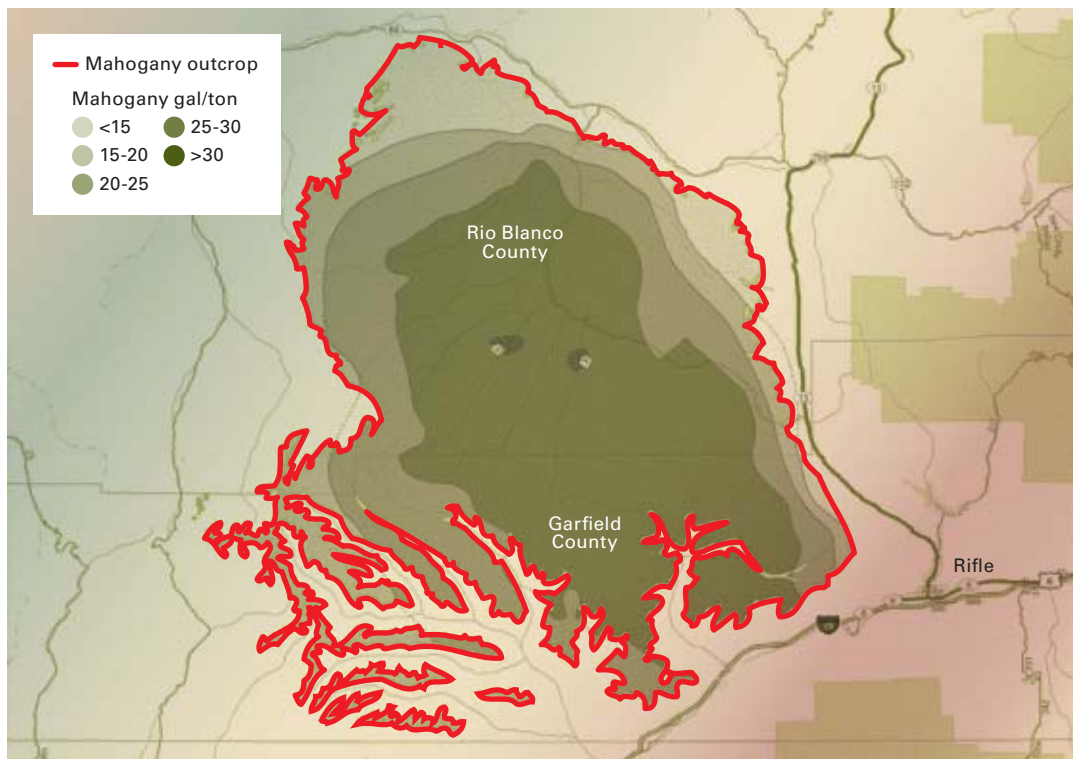 Mahogany outcrop
Mahogany gal/ton
<15
25-30
15-20
>30
20-25
Rio Blanco
County
Garfield
County
Rifle
6